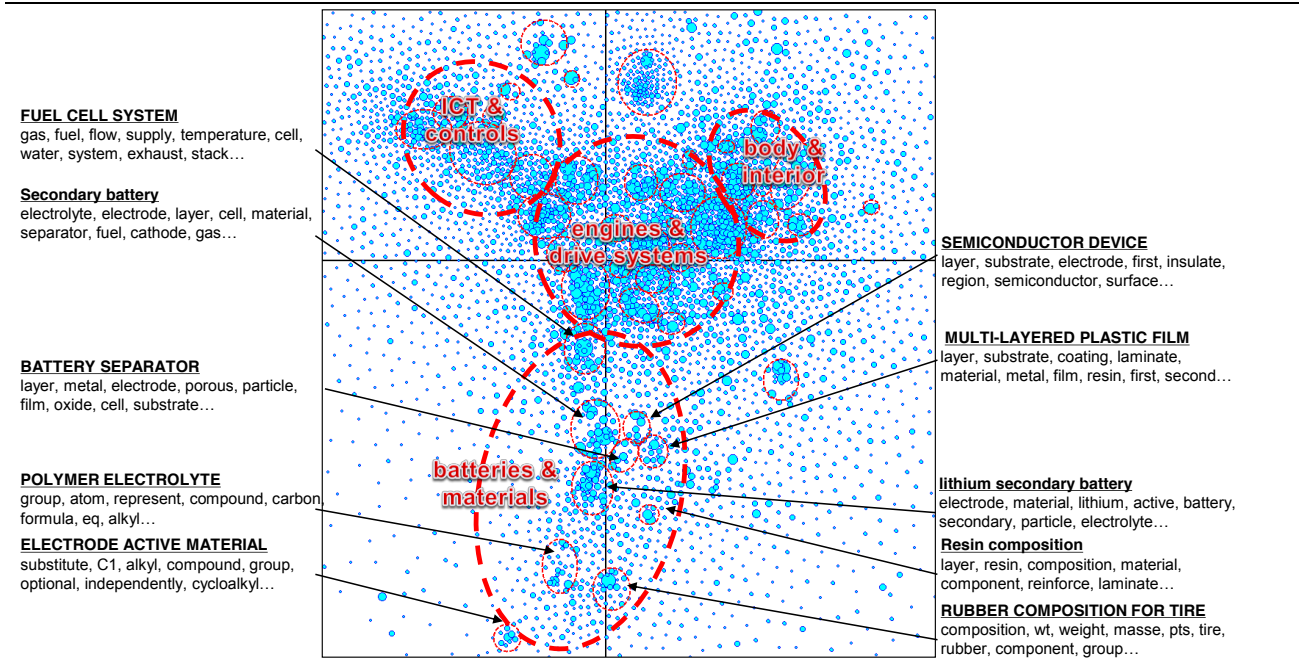 FUEL CELL SYSTEM
gas, fuel, flow, supply, temperature, cell,
water, system, exhaust, stack…
Secondary battery
electrolyte, electrode, layer, cell, material,
separator, fuel, cathode, gas…
BATTERY SEPARATOR
layer, metal, electrode, porous, particle,
film, oxide, cell, substrate…
POLYMER ELECTROLYTE
group, atom, represent, compound, carbon,
formula, eq, alkyl…
ELECTRODE ACTIVE MATERIAL
substitute, C1, alkyl, compound, group,
optional, independently, cycloalkyl…
ICT &
controls
body &
interior
engines &
drive systems
batteries &
materials
SEMICONDUCTOR DEVICE
layer, substrate, electrode, first, insulate,
region, semiconductor, surface…
MULTI-LAYERED PLASTIC FILM
layer, substrate, coating, laminate,
material, metal, film, resin, first, second…
lithium secondary battery
electrode, material, lithium, active, battery,
secondary, particle, electrolyte…
Resin composition
layer, resin, composition, material,
component, reinforce, laminate…
RUBBER COMPOSITION FOR TIRE
composition, wt, weight, masse, pts, tire,
rubber, component, group…